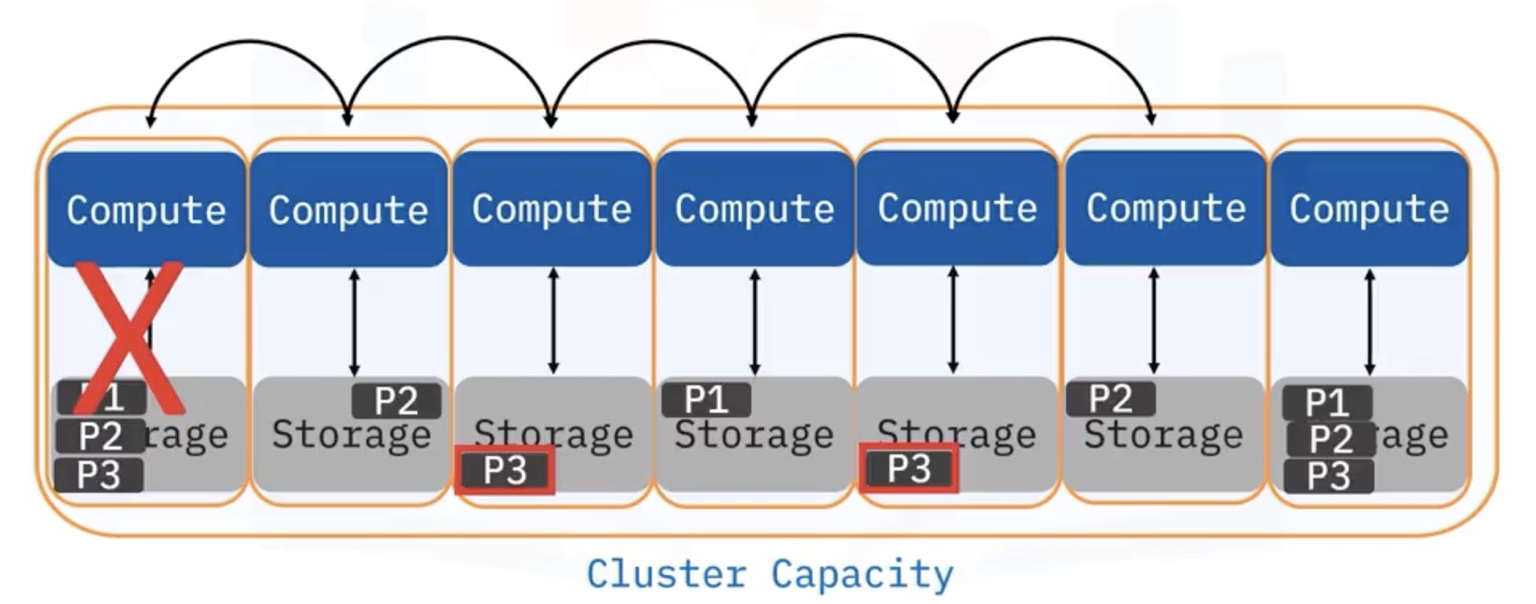 Compute Compute Compute Compute Compute Compute Compute
P1 P2 P1 P2 P1
P2 rage Storage Storage Storage Storage Storage P2 age
P3 P3 P3 P3
Cluster Capacity